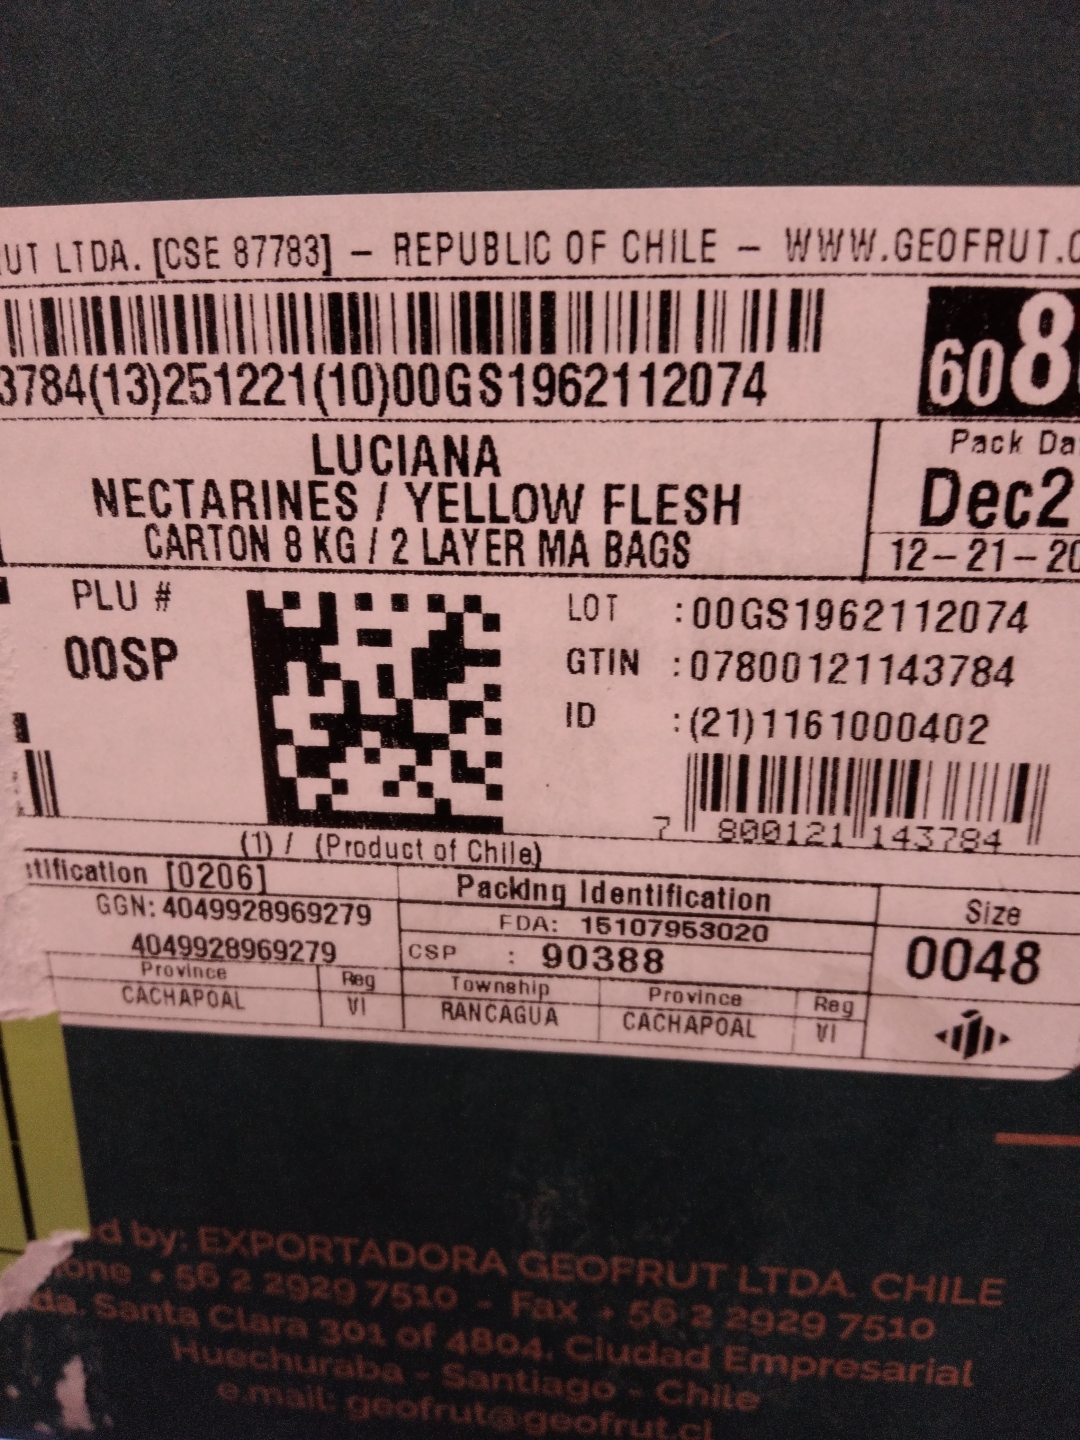 UT LTDA. [CSE 87783] – REPUBLIC OF CHILE – WWW.GEOFRUT.C
3784(13)251221(10)00GS1962112074
608
LUCIANA
NECTARINES / YELLOW FLESH
CARTON 8 KG / 2 LAYER MA BAGS
Pack Da
Dec2
12-21-20
PLU #
00SP
LOT :00GS1962112074
GTIN :07800121143784
ID :(21)1161000402
7 800121 143784
(1) / (Product of Chile)
tification [0206]
GGN: 4049928969279
4049928969279
Province Reg
CACHAPOAL VI
Packing Identification
FDA: 15107953020
CSP : 90388
Township Province Reg
RANCAGUA CACHAPOAL VI
Size
0048
d by: EXPORTADORA GEOFRUT LTDA. CHILE
one + 56 2 2929 7510 - Fax + 56 2 2929 7510
da. Santa Clara 301 of 4804. Ciudad Empresarial
Huechuraba - Santiago - Chile
e.mail: geofrut@geofrut.cl